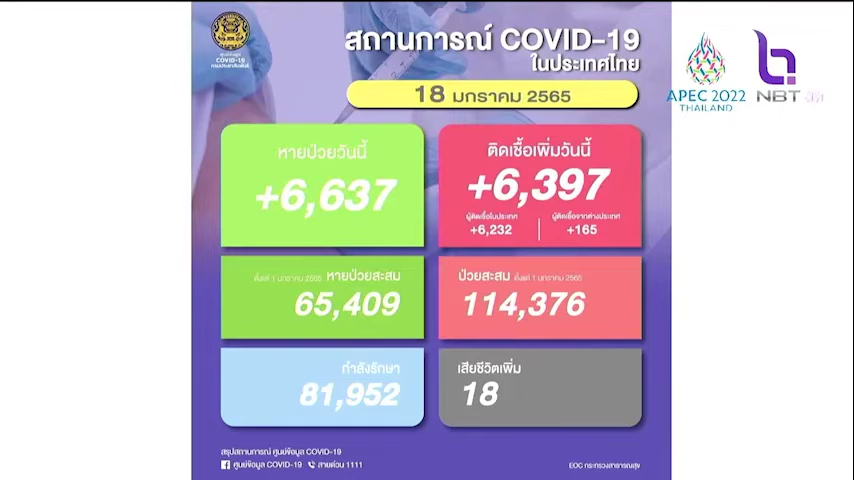 ศูนย์ข้อมูล
COVID-19
สถานการณ์ COVID-19
ในประเทศไทย
18 มกราคม 2565
APEC 2022
THAILAND
NBT
หายป่วยวันนี้
+6,637
ติดเชื้อเพิ่มวันนี้
+6,397
ผู้ติดเชื้อในประเทศ
+6,232
ผู้ติดเชื้อจากต่างประเทศ
+165
ตั้งแต่ 1 มกราคม 2565 หายป่วยสะสม
65,409
ป่วยสะสม ตั้งแต่ 1 มกราคม 2565
114,376
กำลังรักษา
81,952
เสียชีวิตเพิ่ม
18
สรุปสถานการณ์ ศูนย์ข้อมูล COVID-19
ศูนย์ข้อมูล COVID-19 สายด่วน 1111
EOC กระทรวงสาธารณสุข